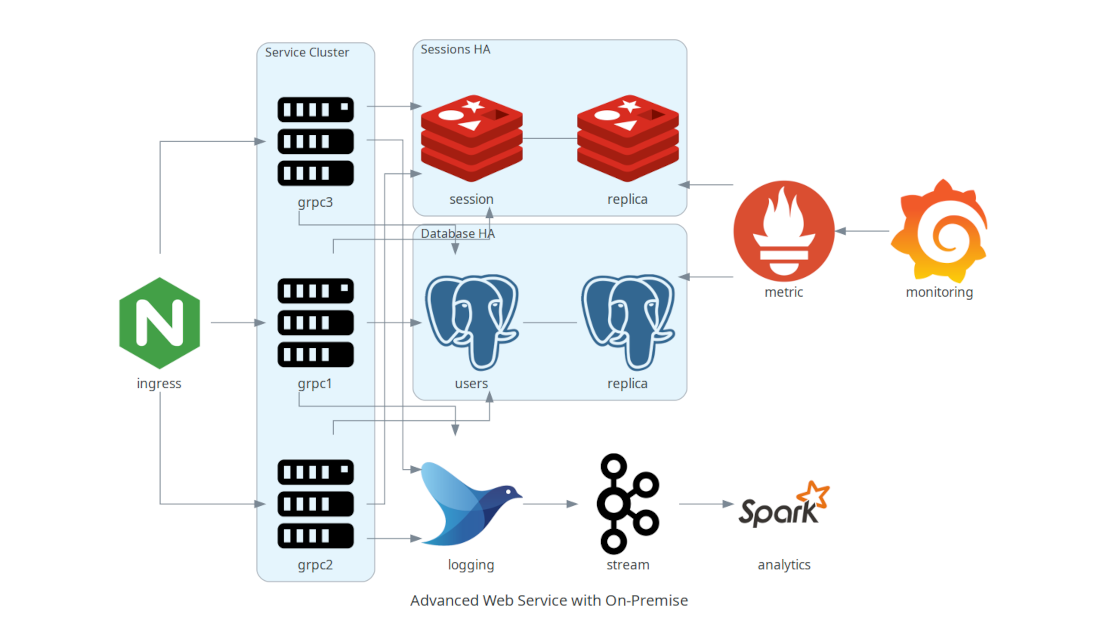 Service Cluster
Sessions HA
grpc3
session
replica
Database HA
metric
monitoring
N
ingress
grpc1
users
replica
grpc2
logging
stream
Spark
analytics
Advanced Web Service with On-Premise